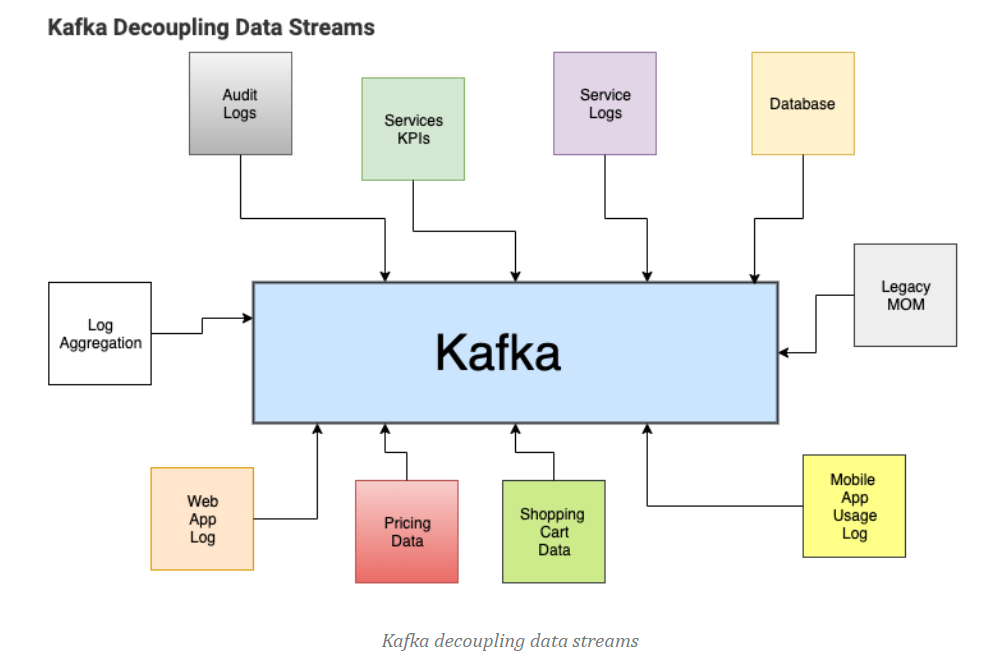 Kafka Decoupling Data Streams
Audit
Logs
Services
KPIs
Service
Logs
Database
Legacy
MOM
Log
Aggregation
Kafka
Web
App
Log
Pricing
Data
Shopping
Cart
Data
Mobile
App
Usage
Log
Kafka decoupling data streams